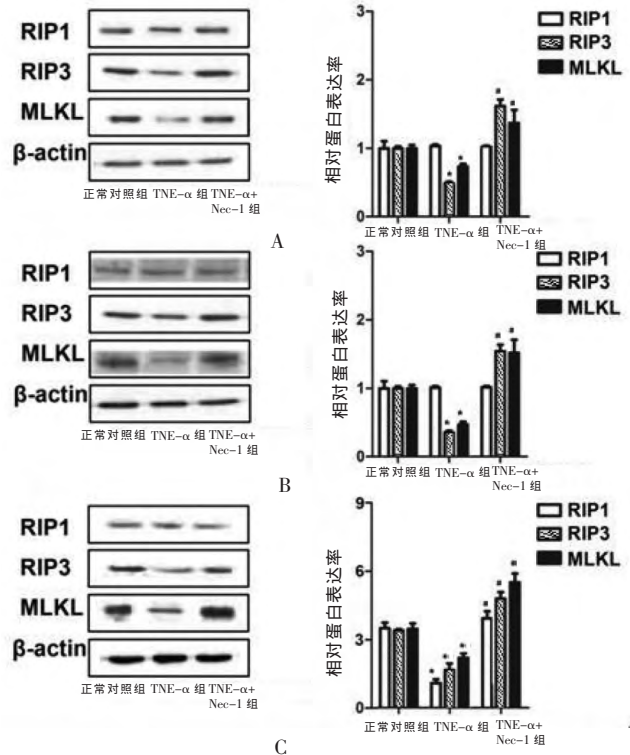 RIP1
RIP3
MLKL
β-actin
正常对照组 TNE-α 组 TNE-α+
Nec-1 组
相对蛋白表达率
3
2
1
0
RIP1
RIP3
MLKL
* * # #
正常对照组 TNE-α 组 TNE-α+
Nec-1 组
A
RIP1
RIP3
MLKL
β-actin
正常对照组 TNE-α 组 TNE-α+
Nec-1 组
相对蛋白表达率
3
2
1
0
RIP1
RIP3
MLKL
* * # #
正常对照组 TNE-α 组 TNE-α+
Nec-1 组
B
RIP1
RIP3
MLKL
β-actin
正常对照组 TNE-α 组 TNE-α+
Nec-1 组
相对蛋白表达率
9
6
3
0
RIP1
RIP3
MLKL
* * * # # #
正常对照组 TNE-α 组 TNE-α+
Nec-1 组
C